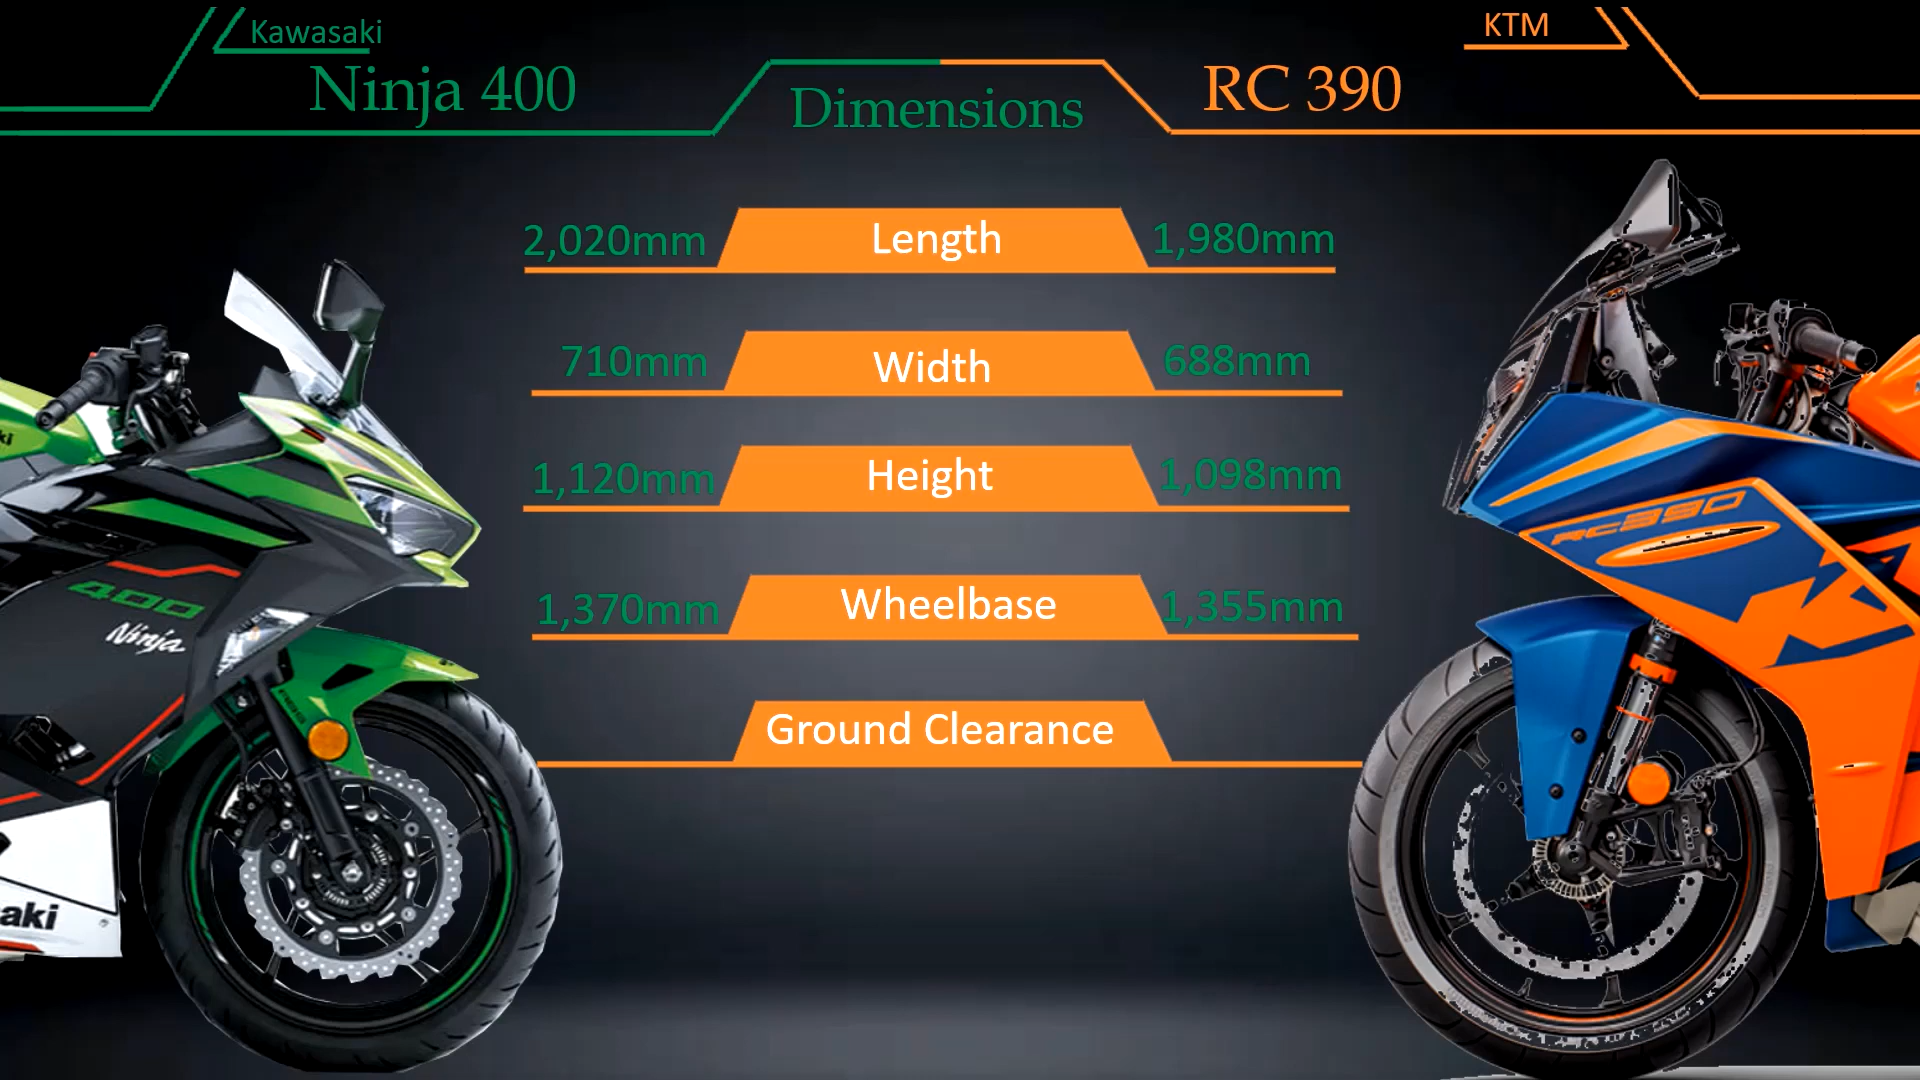 Kawasaki
Ninja 400
Dimensions
KTM
RC 390
2,020mm Length 1,980mm
710mm Width 688mm
1,120mm Height 1,098mm
1,370mm Wheelbase 1,355mm
Ground Clearance
ki
400
Ninja
aki
RC390